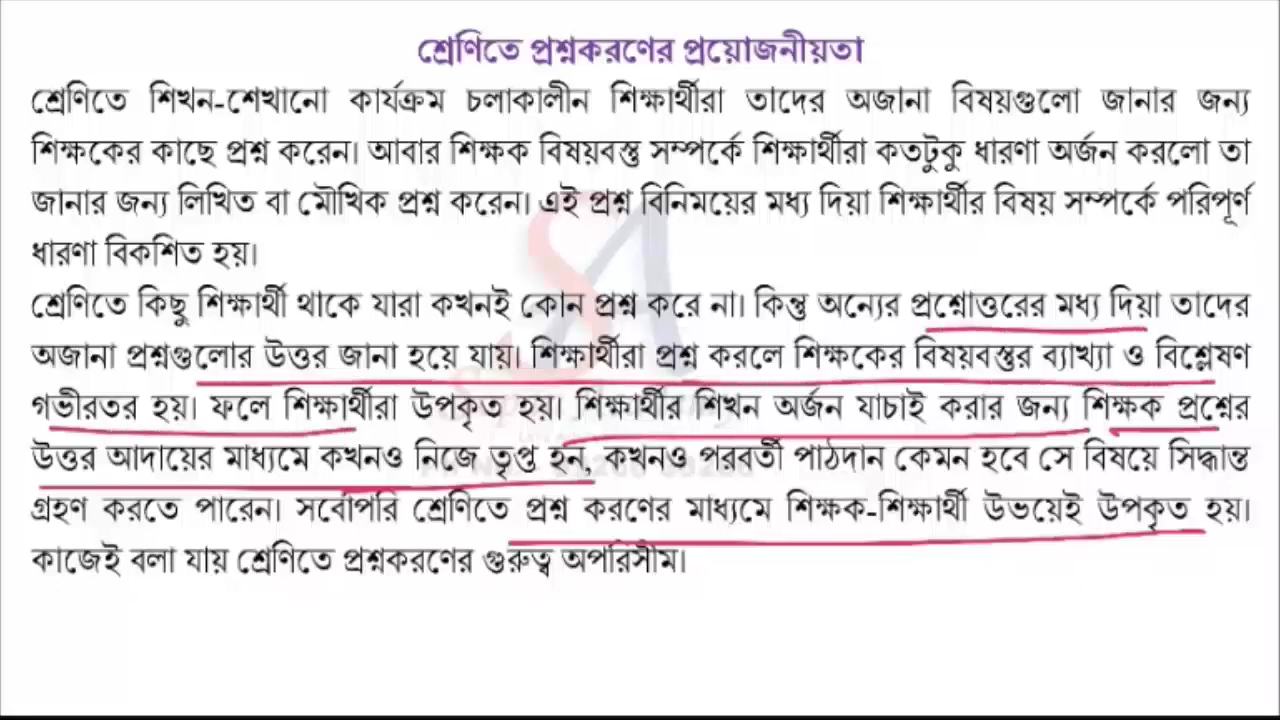 শ্রেণিতে প্রশ্নকরণের প্রয়োজনীয়তা
শ্রেণিতে শিখন-শেখানো কার্যক্রম চলাকালীন শিক্ষার্থীরা তাদের অজানা বিষয়গুলো জানার জন্য
শিক্ষকের কাছে প্রশ্ন করেন। আবার শিক্ষক বিষয়বস্তু সম্পর্কে শিক্ষার্থীরা কতটুকু ধারণা অর্জন করলো তা
জানার জন্য লিখিত বা মৌখিক প্রশ্ন করেন। এই প্রশ্ন বিনিময়ের মধ্য দিয়া শিক্ষার্থীর বিষয় সম্পর্কে পরিপূর্ণ
ধারণা বিকশিত হয়।
শ্রেণিতে কিছু শিক্ষার্থী থাকে যারা কখনই কোন প্রশ্ন করে না। কিন্তু অন্যের প্রশ্নোত্তরের মধ্য দিয়া তাদের
অজানা প্রশ্নগুলোর উত্তর জানা হয়ে যায়। শিক্ষার্থীরা প্রশ্ন করলে শিক্ষকের বিষয়বস্তুর ব্যাখ্যা ও বিশ্লেষণ
গভীরতর হয়। ফলে শিক্ষার্থীরা উপকৃত হয়। শিক্ষার্থীর শিখন অর্জন যাচাই করার জন্য শিক্ষক প্রশ্নের
উত্তর আদায়ের মাধ্যমে কখনও নিজে তৃপ্ত হন, কখনও পরবর্তী পাঠদান কেমন হবে সে বিষয়ে সিদ্ধান্ত
গ্রহণ করতে পারেন। সর্বোপরি শ্রেণিতে প্রশ্ন করণের মাধ্যমে শিক্ষক-শিক্ষার্থী উভয়েই উপকৃত হয়।
কাজেই বলা যায় শ্রেণিতে প্রশ্নকরণের গুরুত্ব অপরিসীম।